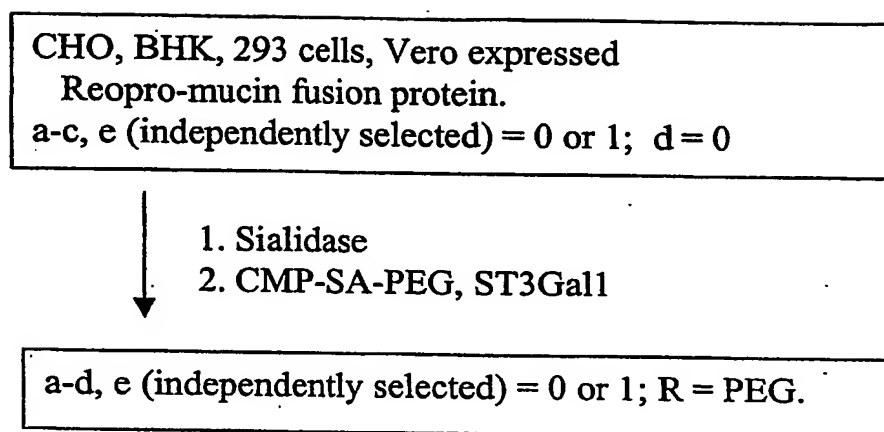 CHO, BHK, 293 cells, Vero expressed
Reopro-mucin fusion protein.
a-c, e (independently selected) = 0 or 1; d = 0
1. Sialidase
2. CMP-SA-PEG, ST3Gal1
a-d, e (independently selected) = 0 or 1; R = PEG.